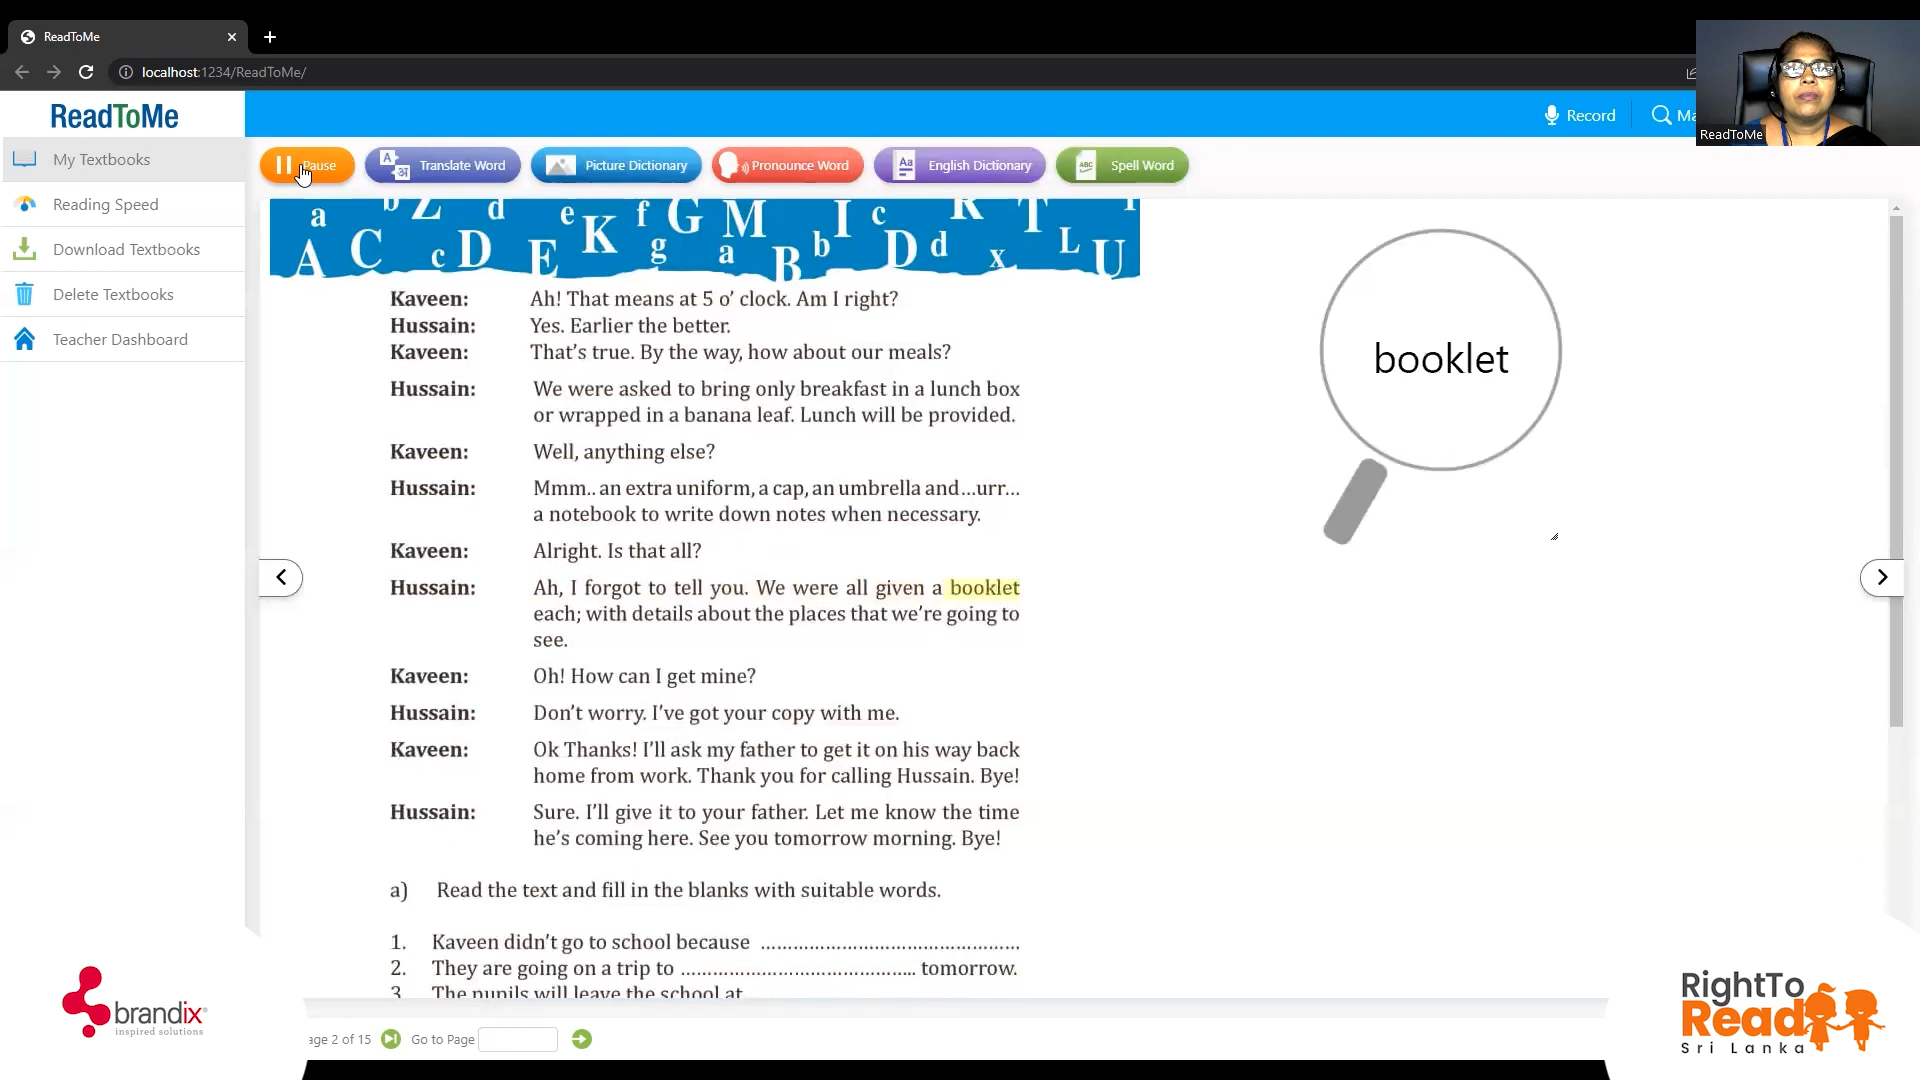 ReadToMe
localhost:1234/ReadToMe/
ReadToMe
Record
ReadToMe
My Textbooks
Reading Speed
Download Textbooks
Delete Textbooks
Teacher Dashboard
Pause
Translate Word
Picture Dictionary
Pronounce Word
English Dictionary
Spell Word
a b Z d e f G M I c R T
A C c D E K g a B b D d x L U
Kaveen: Ah! That means at 5 o’ clock. Am I right?
Hussain: Yes. Earlier the better.
Kaveen: That’s true. By the way, how about our meals?
Hussain: We were asked to bring only breakfast in a lunch box
or wrapped in a banana leaf. Lunch will be provided.
Kaveen: Well, anything else?
Hussain: Mmm.. an extra uniform, a cap, an umbrella and...urr...
a notebook to write down notes when necessary.
Kaveen: Alright. Is that all?
Hussain: Ah, I forgot to tell you. We were all given a booklet
each; with details about the places that we’re going to
see.
Kaveen: Oh! How can I get mine?
Hussain: Don’t worry. I’ve got your copy with me.
Kaveen: Ok Thanks! I’ll ask my father to get it on his way back
home from work. Thank you for calling Hussain. Bye!
Hussain: Sure. I’ll give it to your father. Let me know the time
he’s coming here. See you tomorrow morning. Bye!
a) Read the text and fill in the blanks with suitable words.
1. Kaveen didn’t go to school because ................................................
2. They are going on a trip to ........................................... tomorrow.
3. The pupils will leave the school at
booklet
Page 2 of 15
Go to Page
brandix
inspired solutions
RightTo
Read
Sri Lanka